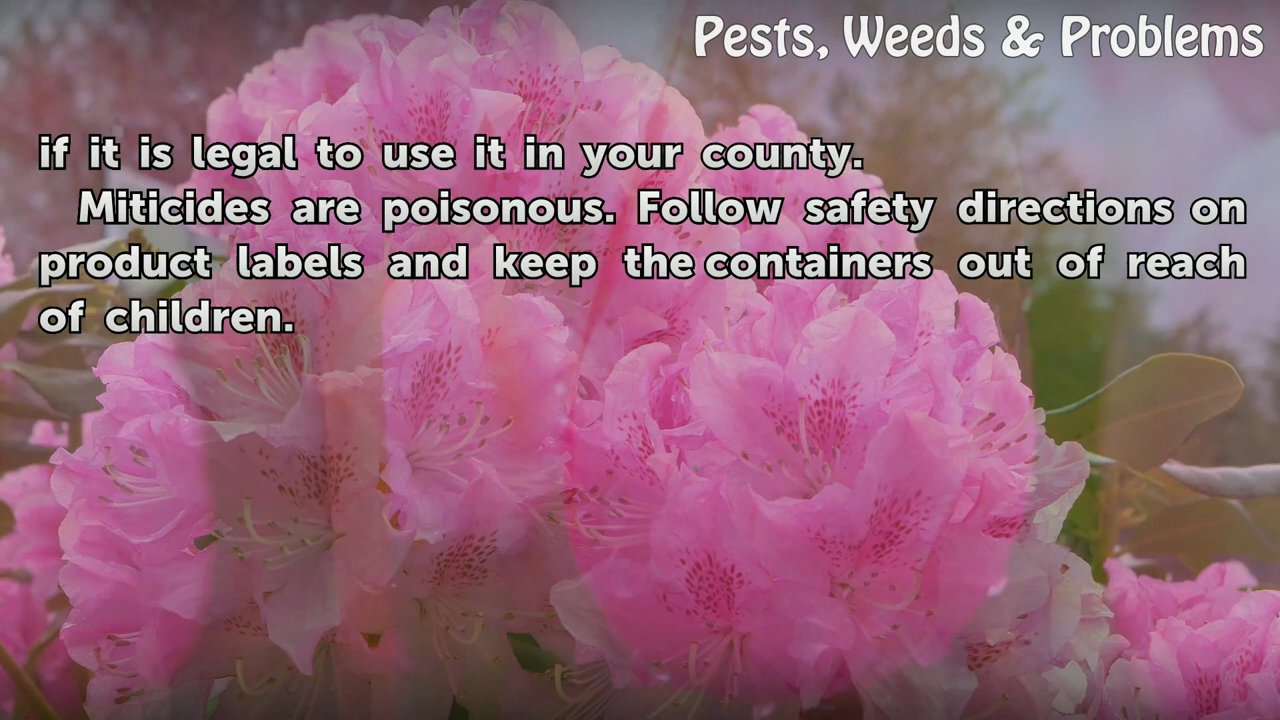 Pests, Weeds & Problems
if it is legal to use it in your county.
Miticides are poisonous. Follow safety directions on
product labels and keep the containers out of reach
of children.